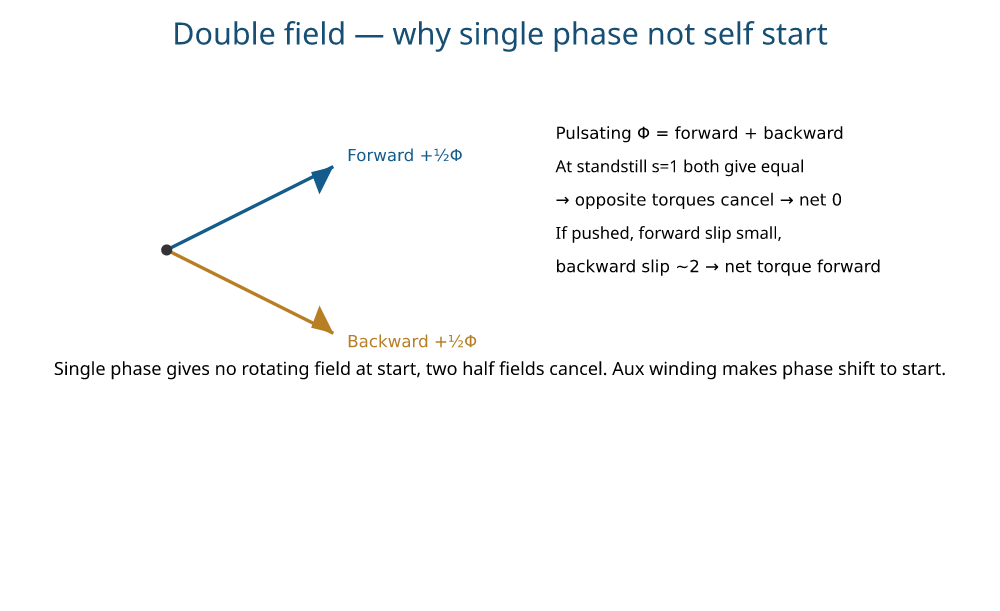 Double field — why single phase not self start
Forward +½Φ
Backward +½Φ
Pulsating Φ = forward + backward
At standstill s=1 both give equal
→ opposite torques cancel → net 0
If pushed, forward slip small,
backward slip ~2 → net torque forward
Single phase gives no rotating field at start, two half fields cancel. Aux winding makes phase shift to start.